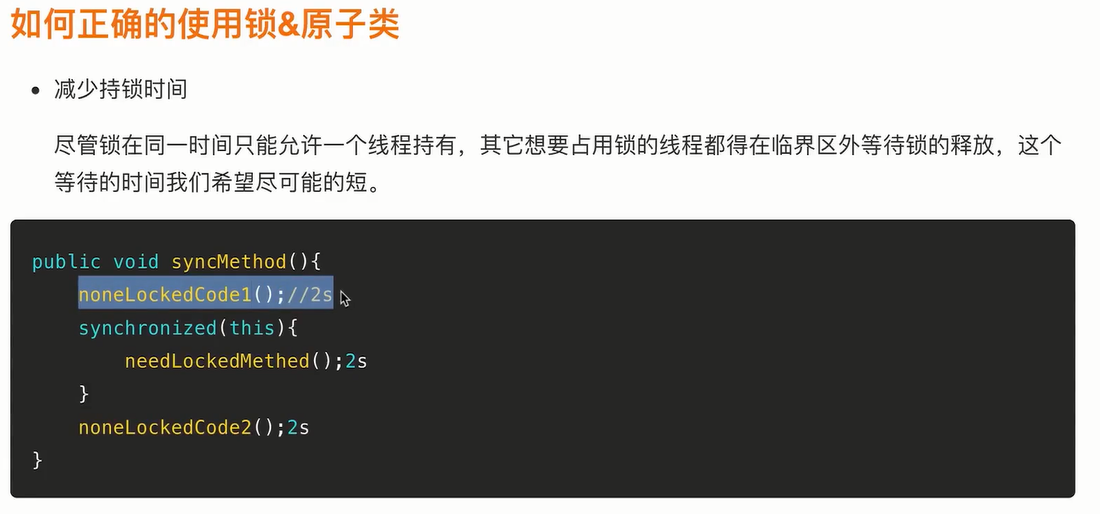 如何正确的使用锁&原子类
减少持锁时间
尽管锁在同一时间只能允许一个线程持有，其它想要占用锁的线程都得在临界区外等待锁的释放，这个
等待的时间我们希望尽可能的短。
public void syncMethod(){
noneLockedCode1();//2s
synchronized(this){
needLockedMethed();2s
}
noneLockedCode2();2s
}